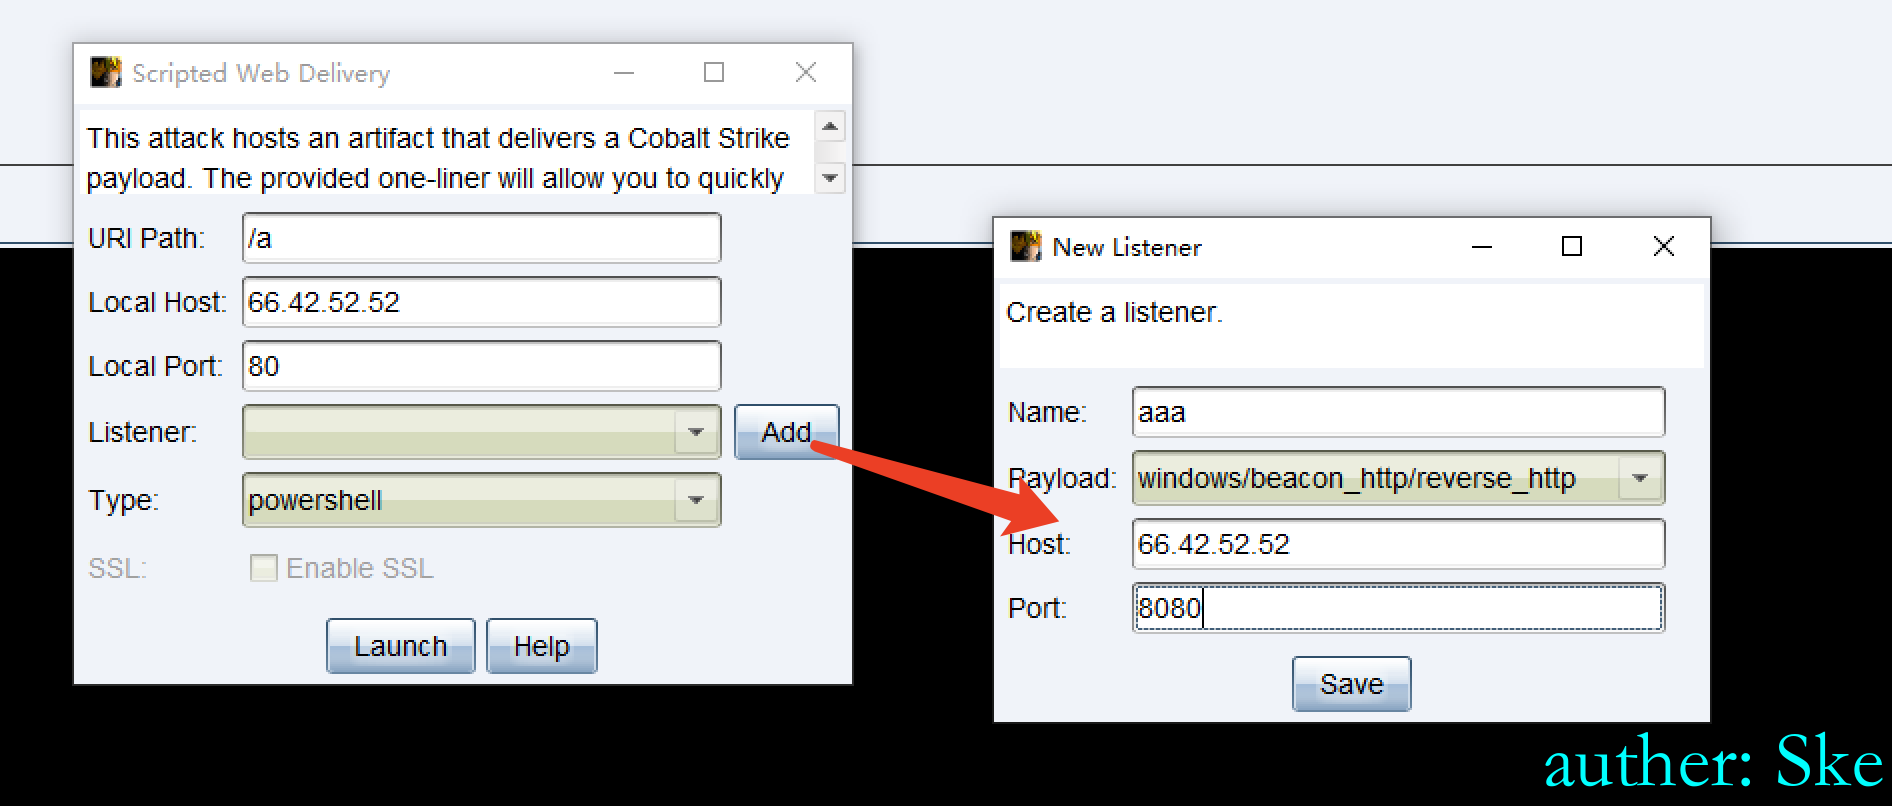 Scripted Web Delivery
This attack hosts an artifact that delivers a Cobalt Strike
payload. The provided one-liner will allow you to quickly
URI Path: /a
Local Host: 66.42.52.52
Local Port: 80
Listener: Add
Type: powershell
SSL: Enable SSL
Launch Help
New Listener
Create a listener.
Name: aaa
Payload: windows/beacon_http/reverse_http
Host: 66.42.52.52
Port: 8080
Save
auther: Ske